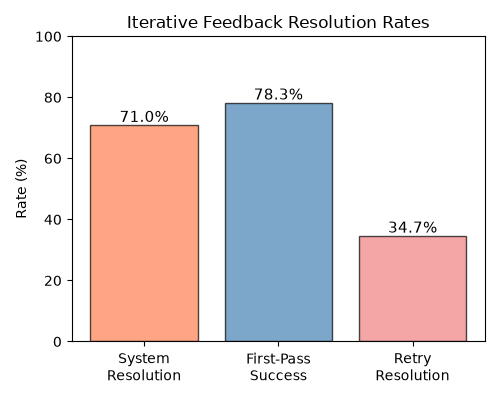 Iterative Feedback Resolution Rates
Rate (%)
100
80
60
40
20
0
71.0%
78.3%
34.7%
System
Resolution
First-Pass
Success
Retry
Resolution